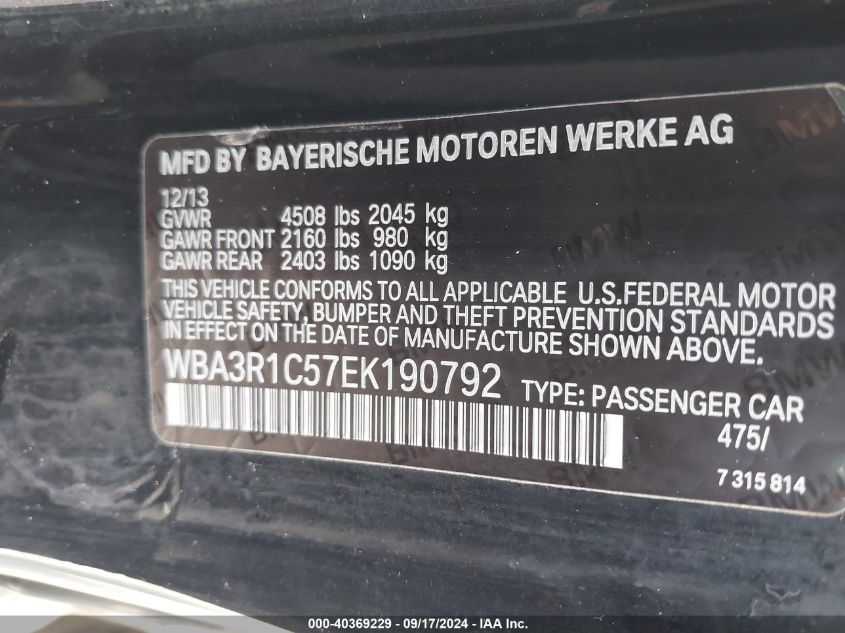 MFD BY BAYERISCHE MOTOREN WERKE AG
12/13
GVWR 4508 lbs 2045 kg
GAWR FRONT 2160 lbs 980 kg
GAWR REAR 2403 lbs 1090 kg
THIS VEHICLE CONFORMS TO ALL APPLICABLE U.S.FEDERAL MOTOR
VEHICLE SAFETY, BUMPER AND THEFT PREVENTION STANDARDS
IN EFFECT ON THE DATE OF MANUFACTURE SHOWN ABOVE.
WBA3R1C57EK190792 TYPE: PASSENGER CAR
475/
7 315 814
000-40369229 - 09/17/2024 - IAA Inc.